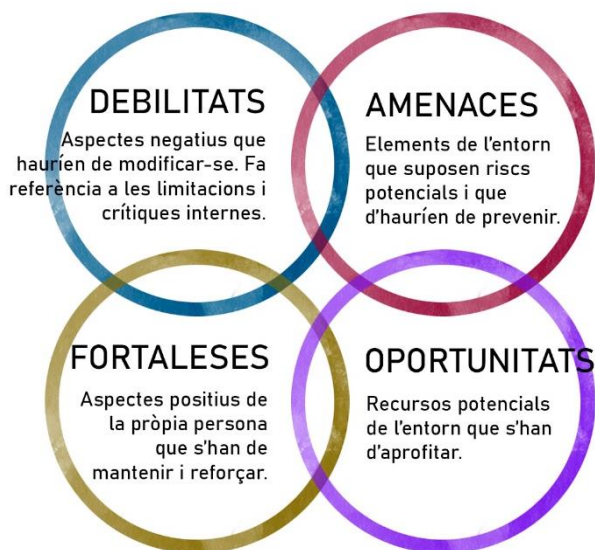 DEBILITATS
Aspectes negatius que
hauríen de modificar-se. Fa
referència a les limitacions i
crítiques internes.
AMENACES
Elements de l'entorn
que suposen riscs
potencials i que
d'hauríen de prevenir.
FORTALESES
Aspectes positius de
la pròpia persona
que s'han de
mantenir i reforçar.
OPORTUNITATS
Recursos potencials
de l'entorn que s'han
d'aprofitar.